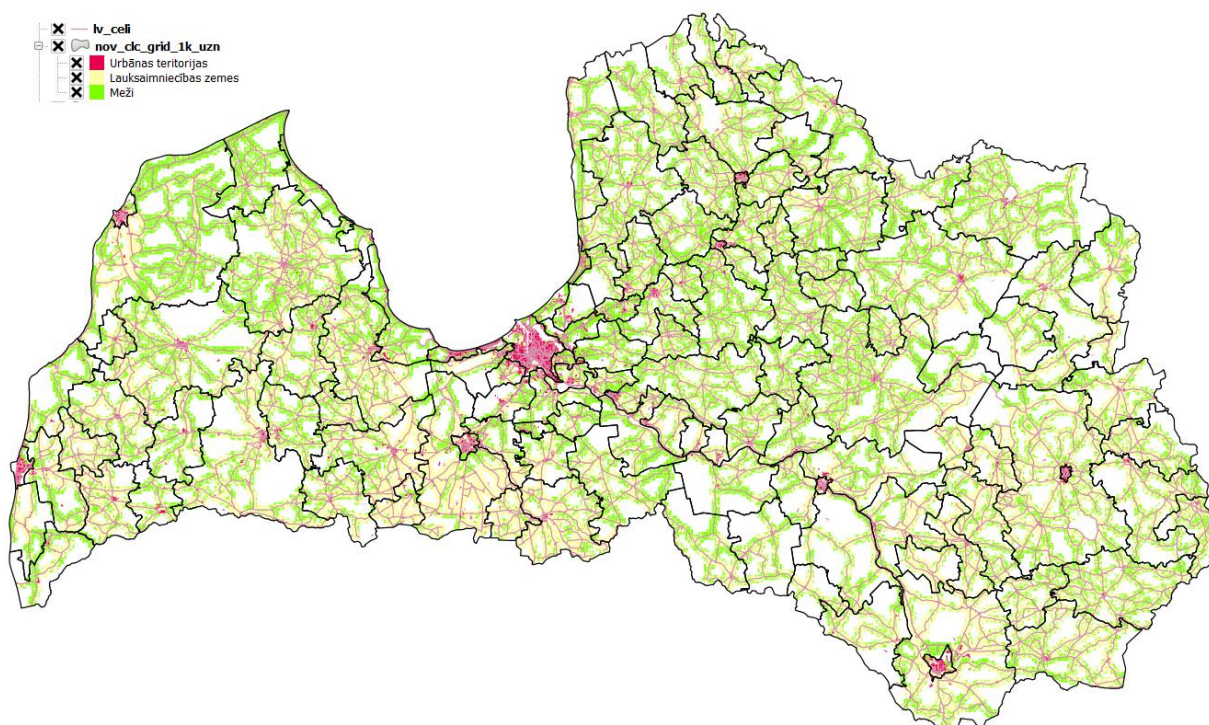 lv_celi
nov_clc_grid_1k_uzn
Urbānas teritorijas
Lauksaimniecības zemes
Meži